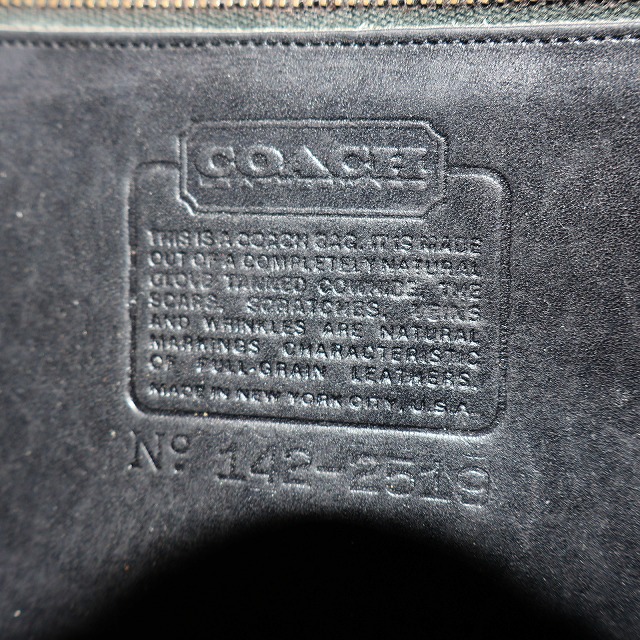 COACH
THIS IS A COACH BAG. IT IS MADE
OUT OF A COMPLETELY NATURAL
GLOVE TANNED COWHIDE. THE
SCARS, SCRATCHES, VEINS
AND WRINKLES ARE NATURAL
MARKINGS CHARACTERISTIC
OF FULL-GRAIN LEATHERS.
MADE IN NEW YORK CITY, U.S.A.
Nº 142-2519